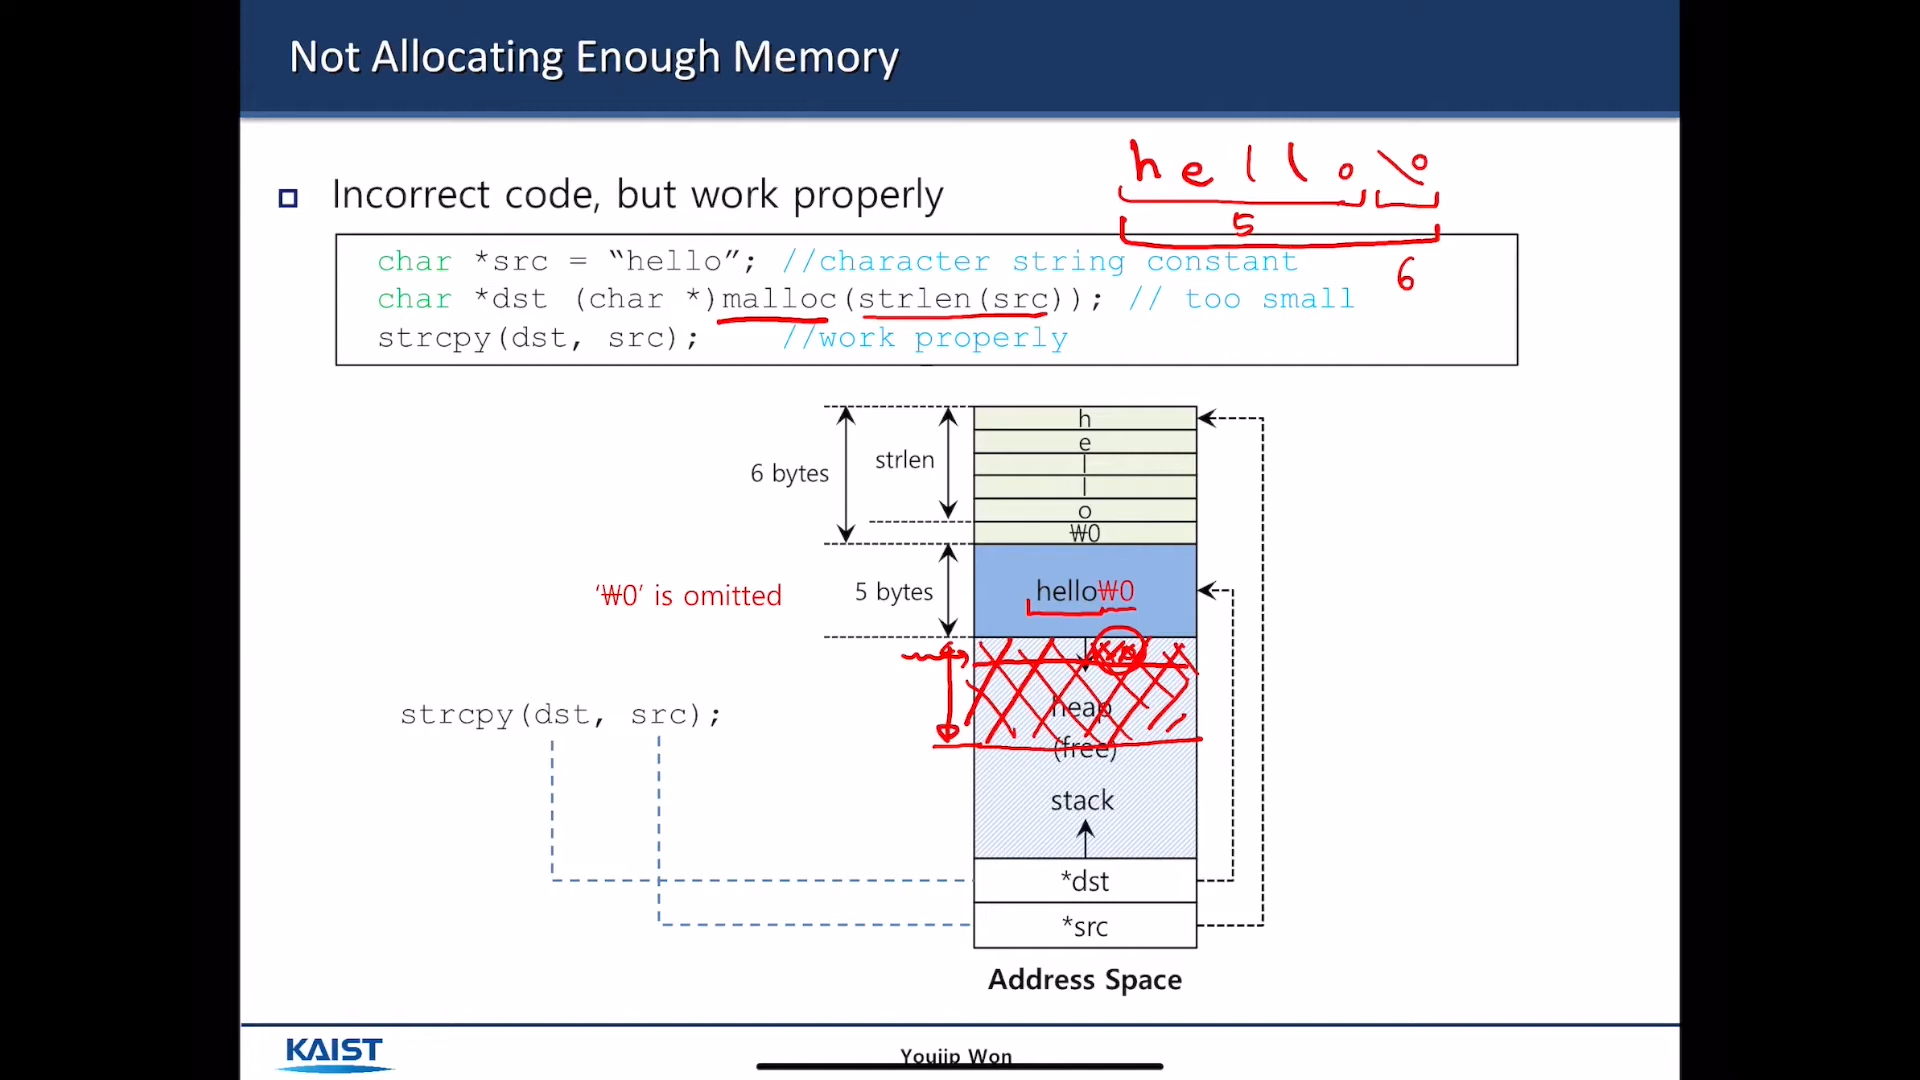 Not Allocating Enough Memory
hello\0
Incorrect code, but work properly
5
char *src = “hello”; //character string constant
6
char *dst (char *)malloc(strlen(src)); // too small
strcpy(dst, src); //work properly
h
e
l
l
o
₩0
6 bytes
strlen
‘₩0’ is omitted
5 bytes
hello₩0
heap
(free)
strcpy(dst, src);
stack
*dst
*src
Address Space
KAIST
Youjip Won